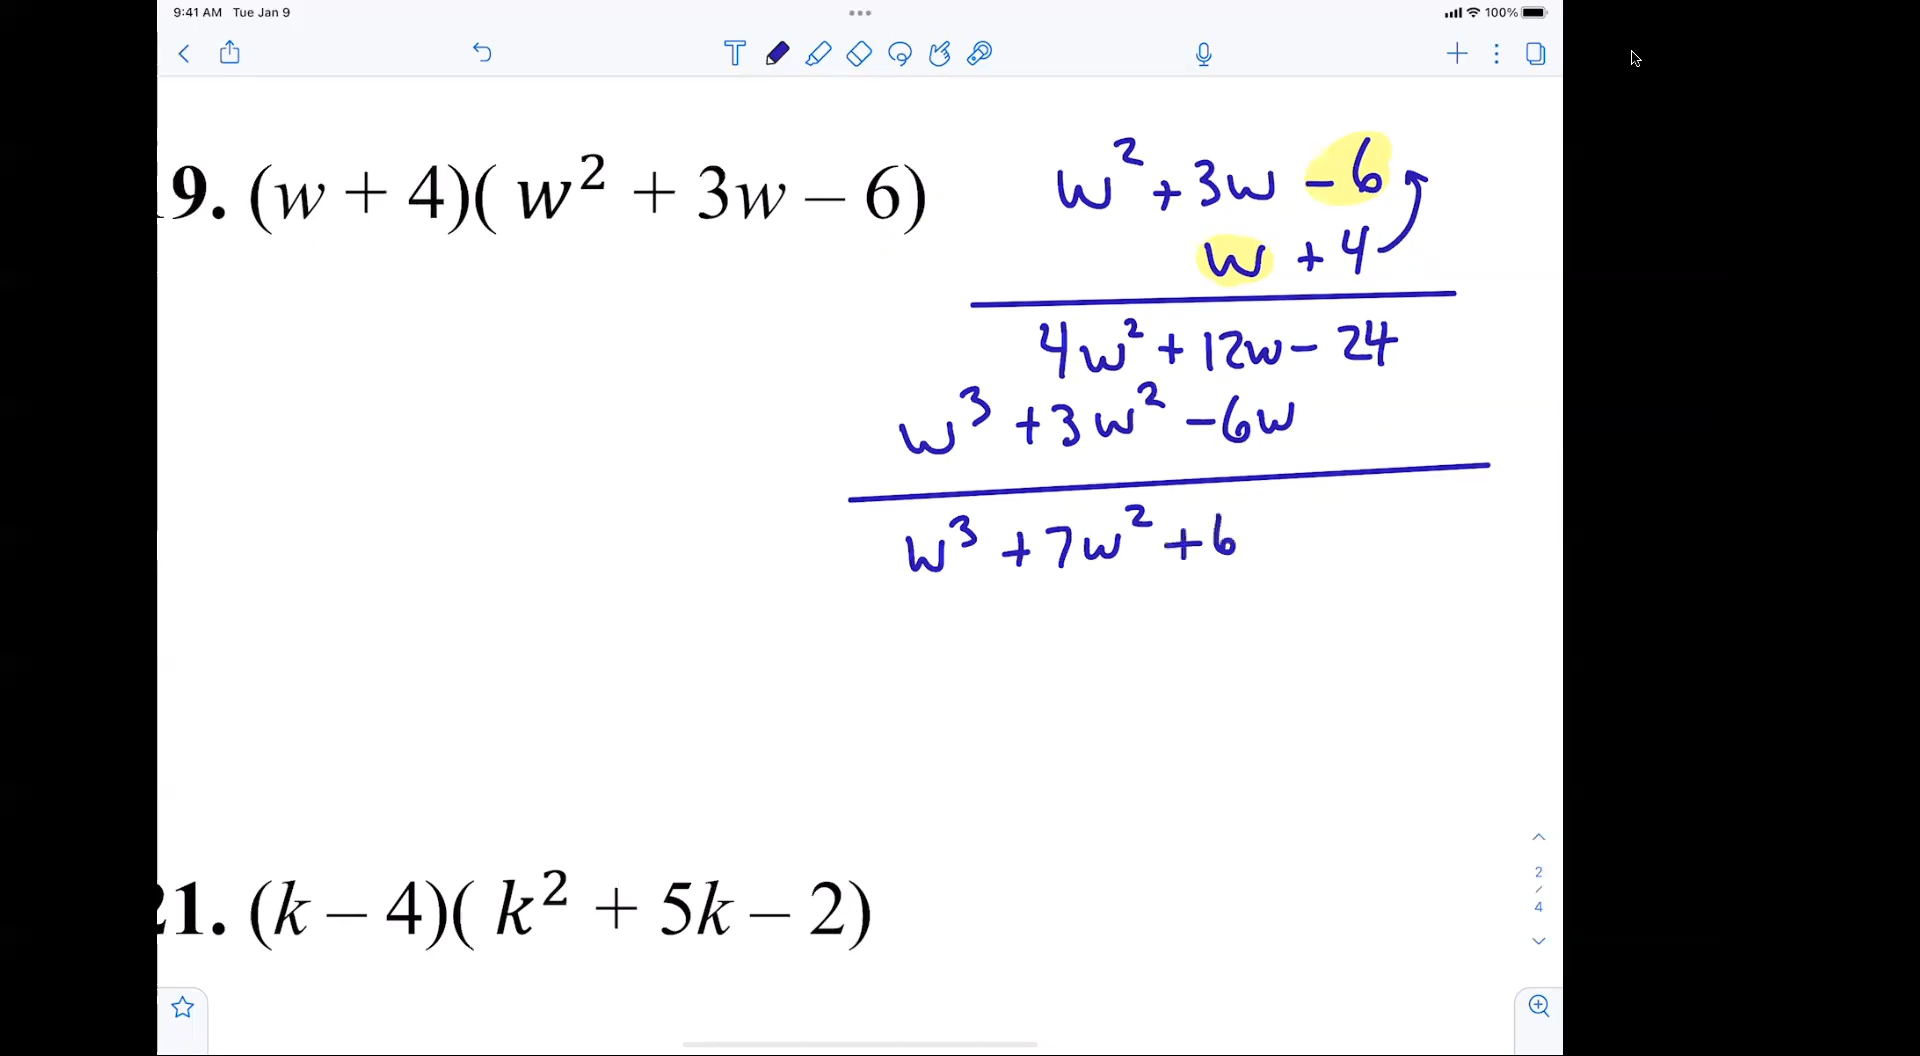 9:41 AM Tue Jan 9
100%
9. (w + 4)( w² + 3w – 6)
w² + 3w - 6
w + 4
4w² + 12w - 24
w³ + 3w² - 6w
w³ + 7w² + 6
21. (k – 4)( k² + 5k – 2)
2
/
4